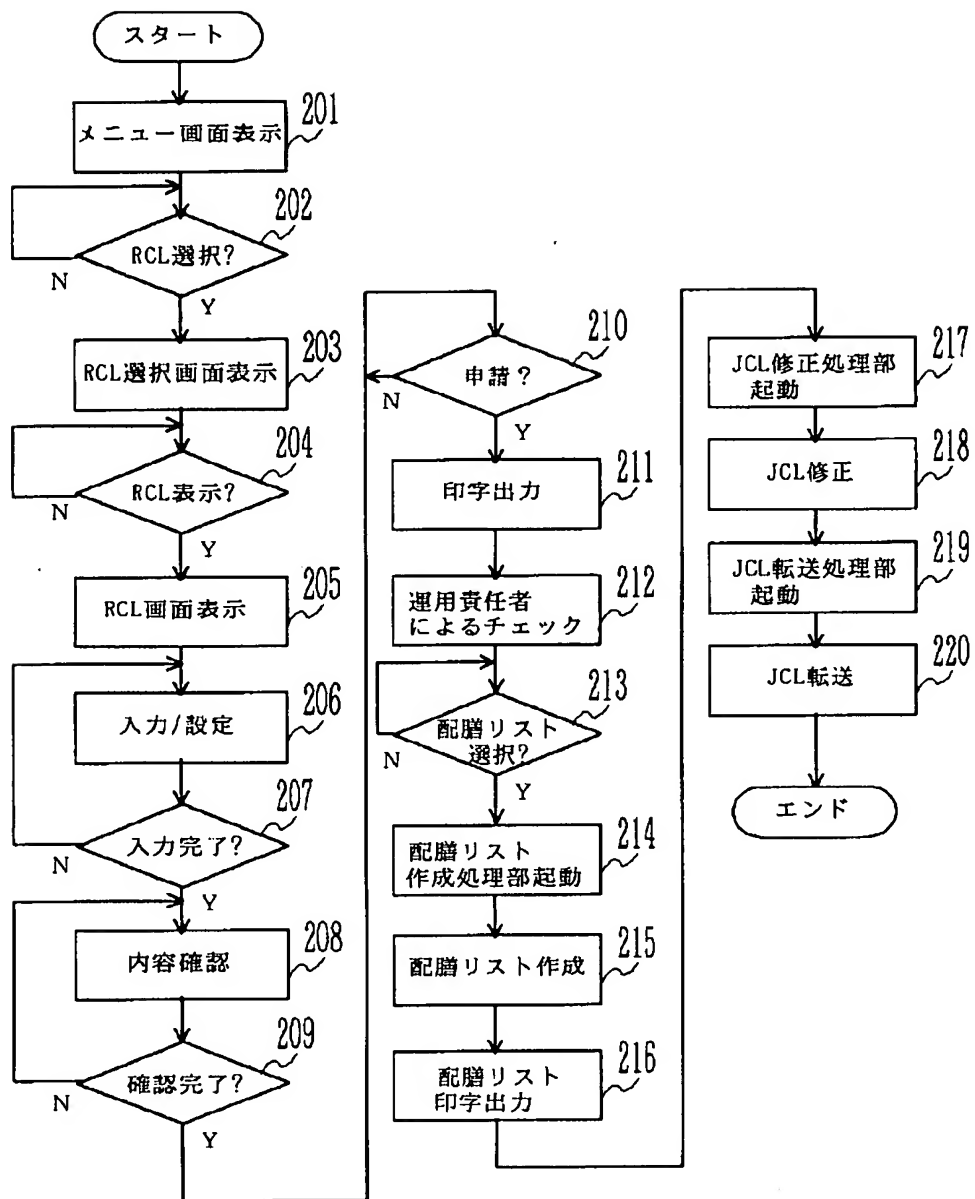 スタート
メニュー画面表示
201
RCL選択?
202
N
Y
RCL選択画面表示
203
RCL表示?
204
N
Y
RCL画面表示
205
入力/設定
206
入力完了?
207
N
Y
内容確認
208
確認完了?
209
N
Y
申請?
210
N
Y
印字出力
211
運用責任者
によるチェック
212
配膳リスト
選択?
213
N
Y
配膳リスト
作成処理部起動
214
配膳リスト作成
215
配膳リスト
印字出力
216
JCL修正処理部
起動
217
JCL修正
218
JCL転送処理部
起動
219
JCL転送
220
エンド